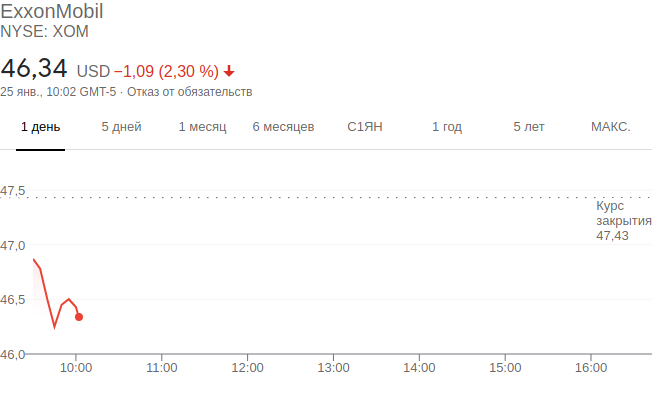 ExxonMobil
NYSE: XOM
46,34 USD −1,09 (2,30 %)
25 янв., 10:02 GMT-5 · Отказ от обязательств
1 день 5 дней 1 месяц 6 месяцев С1ЯН 1 год 5 лет МАКС.
47,5
Курс
закрытия
47,43
47,0
46,5
46,0
10:00 11:00 12:00 13:00 14:00 15:00 16:00